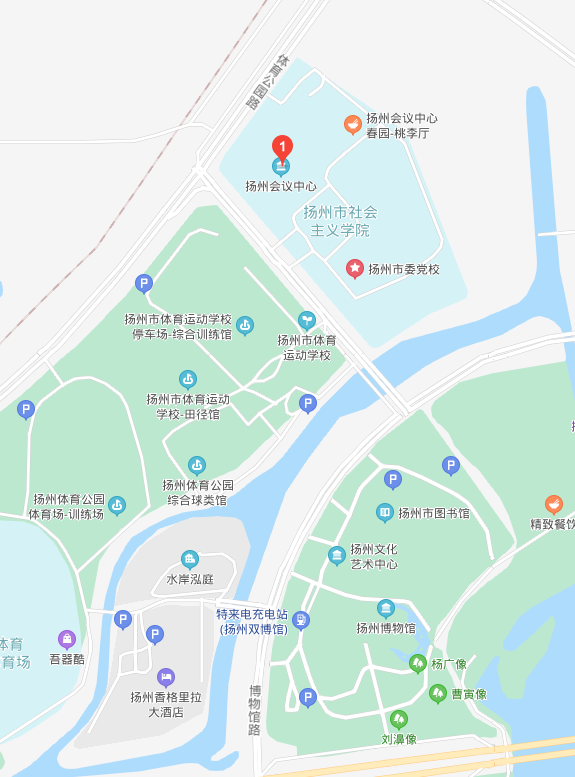 体育公园路
扬州会议中心
春园-桃李厅
1
扬州会议中心
扬州市社会
主义学院
扬州市委党校
P
扬州市体育运动学校
停车场-综合训练馆
扬州市体育
运动学校
扬州市体育运动
学校-田径馆
P
P
扬州体育公园
综合球类馆
P
P
扬州体育公园
体育场-训练场
扬州市图书馆
精致餐饮
扬州文化
艺术中心
水岸泓庭
特来电充电站
(扬州双博馆)
扬州博物馆
P
P
体育
育场
吾器酷
杨广像
曹寅像
扬州香格里拉
大酒店
P
博物馆路
刘濞像